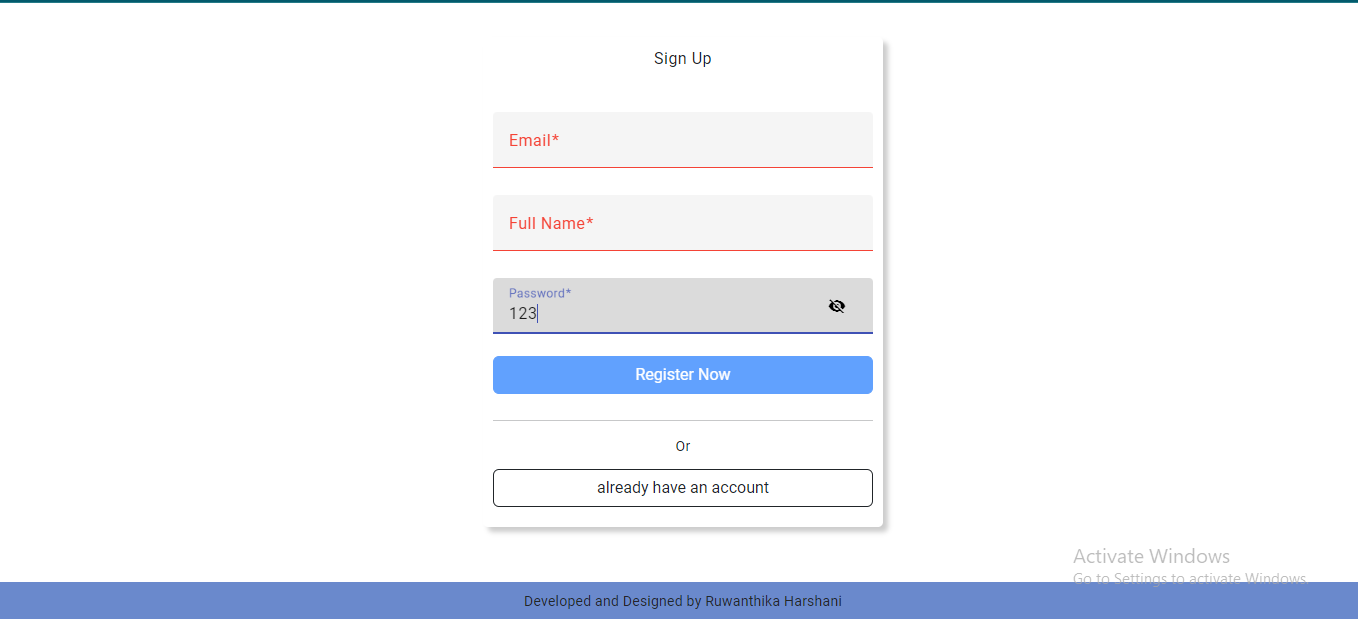 Sign Up
Email*
Full Name*
Password*
123
Register Now
Or
already have an account
Activate Windows
Go to Settings to activate Windows.
Developed and Designed by Ruwanthika Harshani